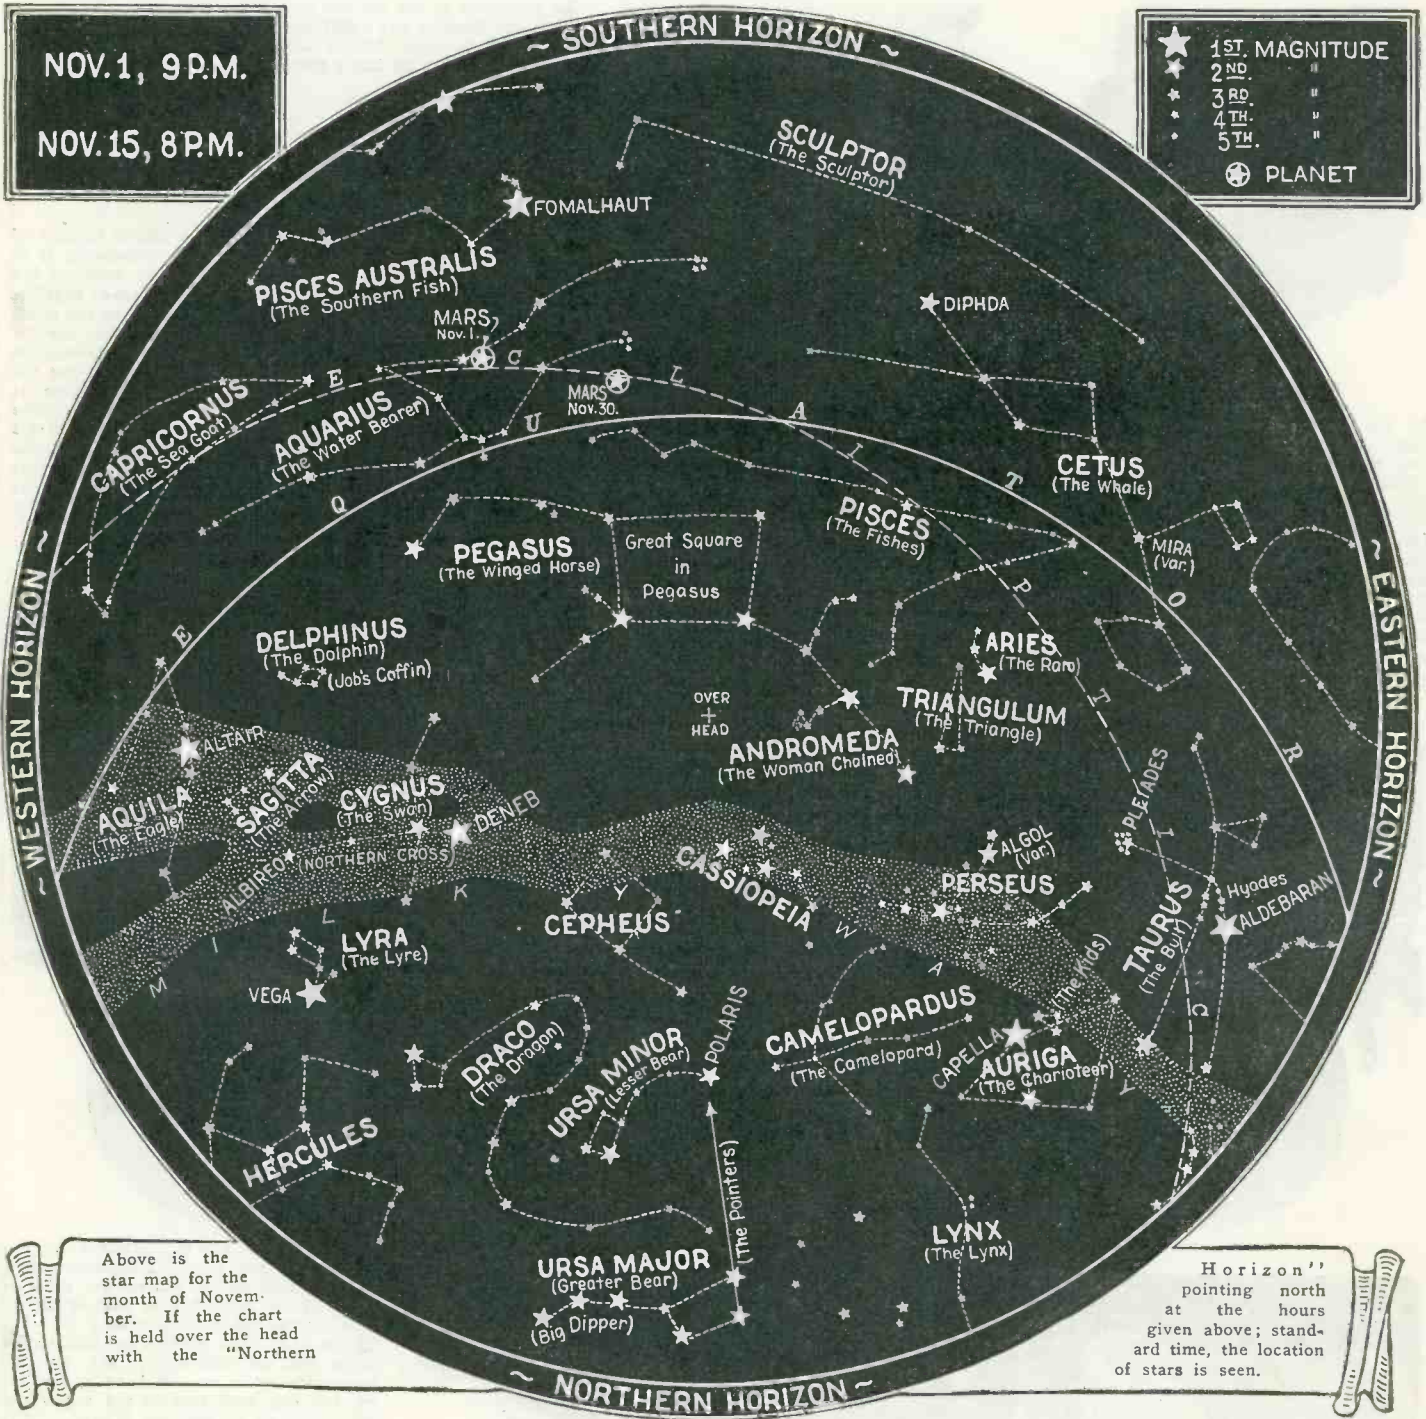 NOV. 1, 9 P.M.
NOV. 15, 8 P.M.
~ SOUTHERN HORIZON ~
1ST. MAGNITUDE
2ND. "
3RD. "
4TH. "
5TH. "
PLANET
SCULPTOR
(The Sculptor)
FOMALHAUT
PISCES AUSTRALIS
(The Southern Fish)
DIPHDA
MARS
Nov. 1.
MARS
Nov. 30.
ECLIPTIC
EQUATOR
CAPRICORNUS
(The Sea Goat)
AQUARIUS
(The Water Bearer)
CETUS
(The Whale)
PISCES
(The Fishes)
MIRA
(Var.)
PEGASUS
(The Winged Horse)
Great Square
in
Pegasus
~ WESTERN HORIZON ~
~ EASTERN HORIZON ~
DELPHINUS
(The Dolphin)
(Job's Coffin)
ARIES
(The Ram)
TRIANGULUM
(The Triangle)
OVER
HEAD
ANDROMEDA
(The Woman Chained)
ALTAIR
AQUILA
(The Eagle)
SAGITTA
(The Arrow)
CYGNUS
(The Swan)
DENEB
(NORTHERN CROSS)
ALBIREO
PLEIADES
ALGOL
(Var.)
PERSEUS
CASSIOPEIA
Hyades
ALDEBARAN
TAURUS
(The Bull)
MILKY WAY
CEPHEUS
LYRA
(The Lyre)
VEGA
(The Kids)
DRACO
(The Dragon)
URSA MINOR
(Lesser Bear)
POLARIS
CAMELOPARDUS
(The Camelopard)
CAPELLA
AURIGA
(The Charioteer)
HERCULES
(The Pointers)
LYNX
(The Lynx)
URSA MAJOR
(Greater Bear)
(Big Dipper)
~ NORTHERN HORIZON ~
Above is the
star map for the
month of Novem-
ber. If the chart
is held over the head
with the "Northern
Horizon"
pointing north
at the hours
given above; stand-
ard time, the location
of stars is seen.